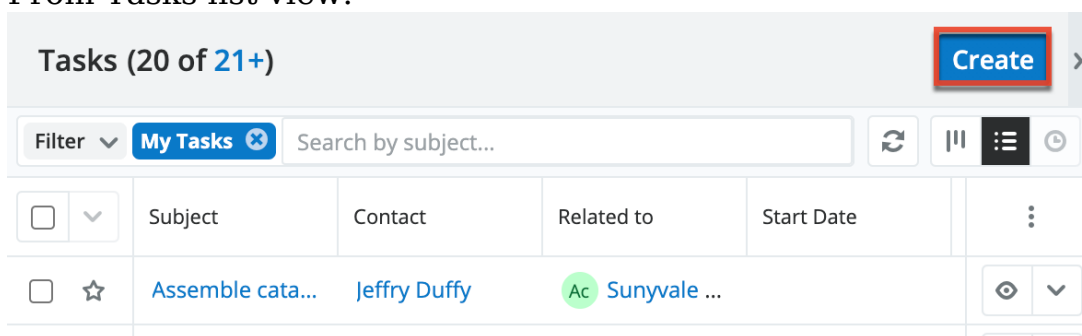 From Tasks list view:
Tasks (20 of 21+)
Create
Filter
My Tasks
Search by subject...
Subject Contact Related to Start Date
Assemble cata... Jeffry Duffy Ac Sunyvale ...